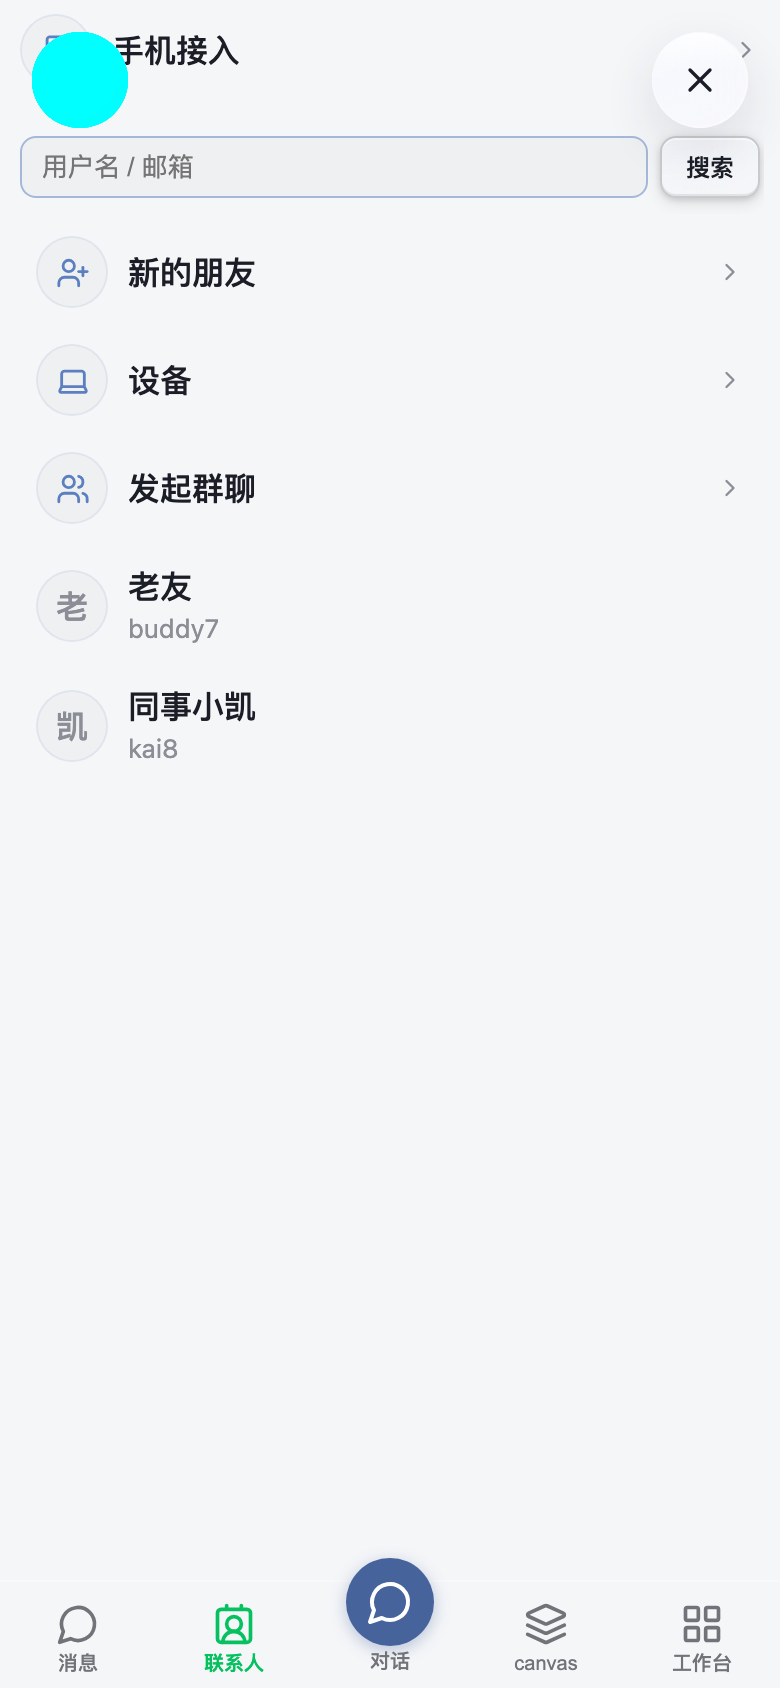 手机接入
用户名 / 邮箱
搜索
新的朋友
设备
发起群聊
老
老友
buddy7
凯
同事小凯
kai8
消息
联系人
对话
canvas
工作台